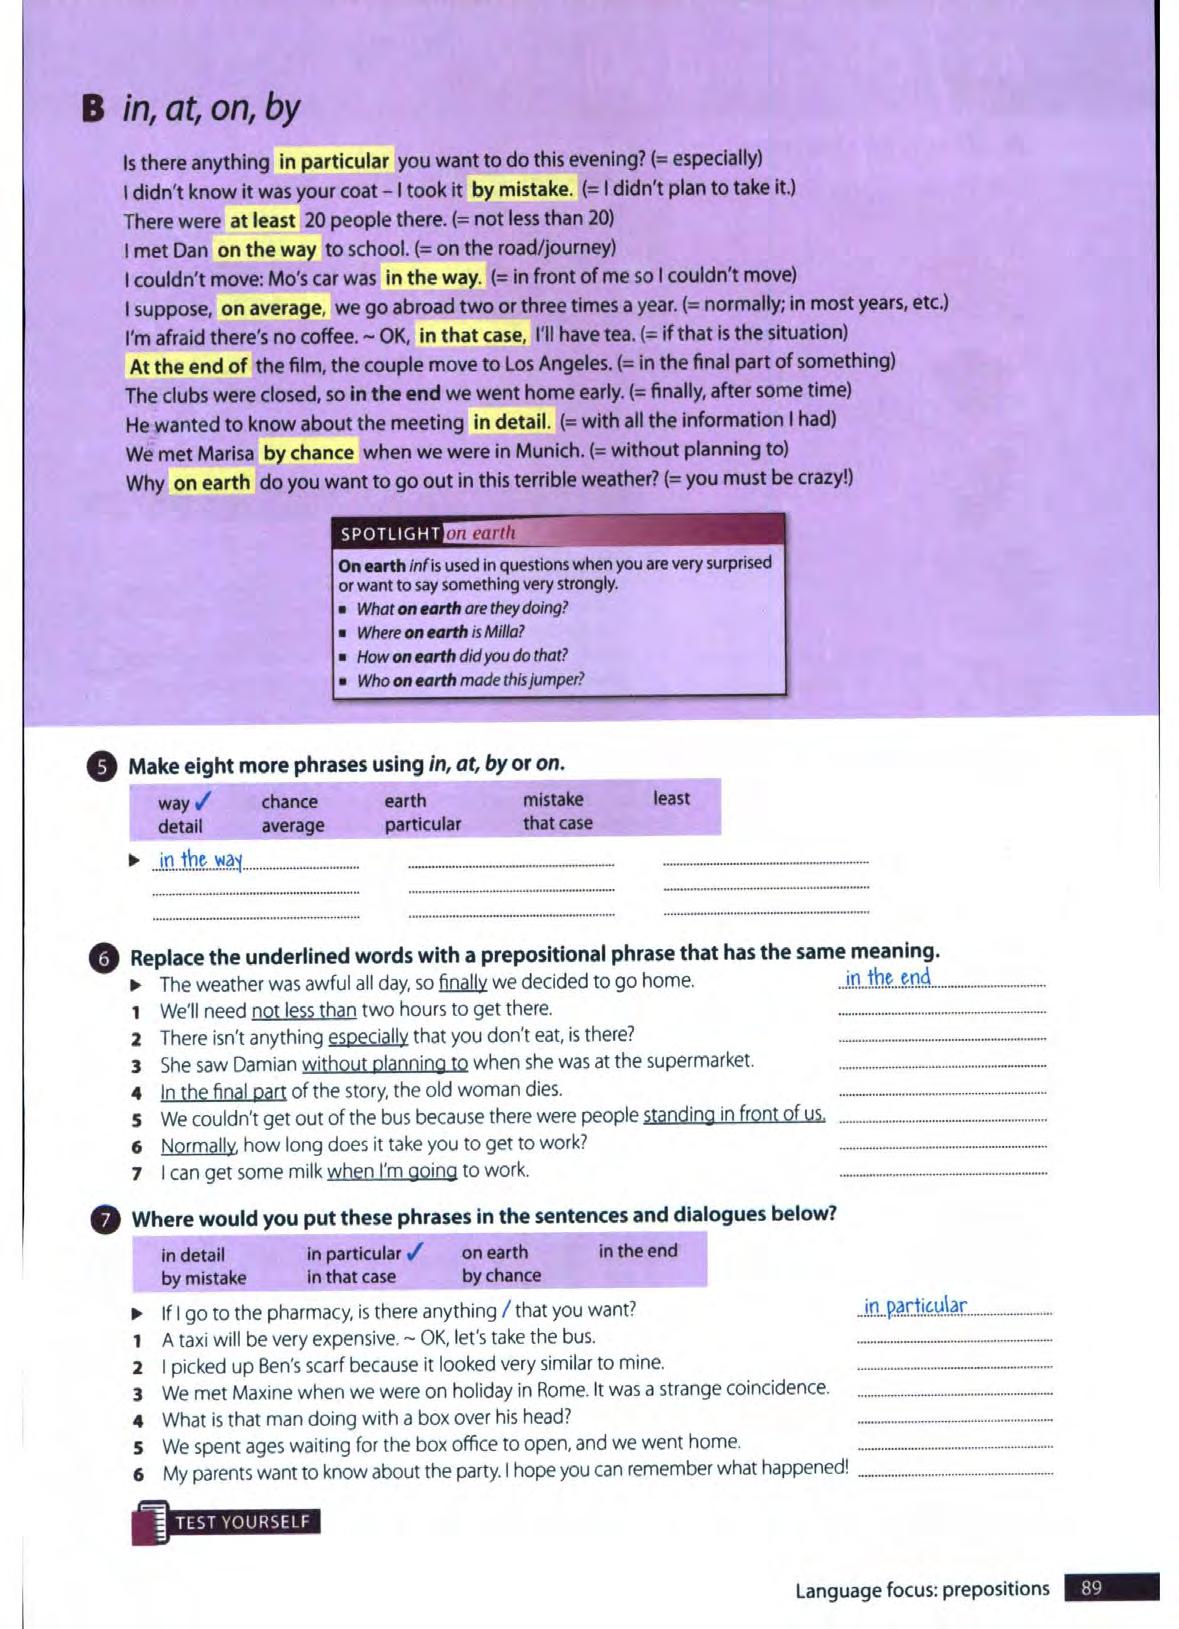 B in, at, on, by
Is there anything in particular you want to do this evening? (= especially)
I didn't know it was your coat – I took it by mistake. (= I didn't plan to take it.)
There were at least 20 people there. (= not less than 20)
I met Dan on the way to school. (= on the road/journey)
I couldn't move: Mo's car was in the way. (= in front of me so I couldn't move)
I suppose, on average, we go abroad two or three times a year. (= normally; in most years, etc.)
I'm afraid there's no coffee. ~ OK, in that case, I'll have tea. (= if that is the situation)
At the end of the film, the couple move to Los Angeles. (= in the final part of something)
The clubs were closed, so in the end we went home early. (= finally, after some time)
He wanted to know about the meeting in detail. (= with all the information I had)
We met Marisa by chance when we were in Munich. (= without planning to)
Why on earth do you want to go out in this terrible weather? (= you must be crazy!)
SPOTLIGHT on earth
On earth inf is used in questions when you are very surprised
or want to say something very strongly.
▪ What on earth are they doing?
▪ Where on earth is Milla?
▪ How on earth did you do that?
▪ Who on earth made this jumper?
5 Make eight more phrases using in, at, by or on.
way ✓ chance earth mistake least
detail average particular that case
▶ in the way
6 Replace the underlined words with a prepositional phrase that has the same meaning.
▶ The weather was awful all day, so finally we decided to go home. in the end
1 We'll need not less than two hours to get there.
2 There isn't anything especially that you don't eat, is there?
3 She saw Damian without planning to when she was at the supermarket.
4 In the final part of the story, the old woman dies.
5 We couldn't get out of the bus because there were people standing in front of us.
6 Normally, how long does it take you to get to work?
7 I can get some milk when I'm going to work.
7 Where would you put these phrases in the sentences and dialogues below?
in detail in particular ✓ on earth in the end
by mistake in that case by chance
▶ If I go to the pharmacy, is there anything / that you want? in particular
1 A taxi will be very expensive. ~ OK, let's take the bus.
2 I picked up Ben's scarf because it looked very similar to mine.
3 We met Maxine when we were on holiday in Rome. It was a strange coincidence.
4 What is that man doing with a box over his head?
5 We spent ages waiting for the box office to open, and we went home.
6 My parents want to know about the party. I hope you can remember what happened!
TEST YOURSELF
Language focus: prepositions 89